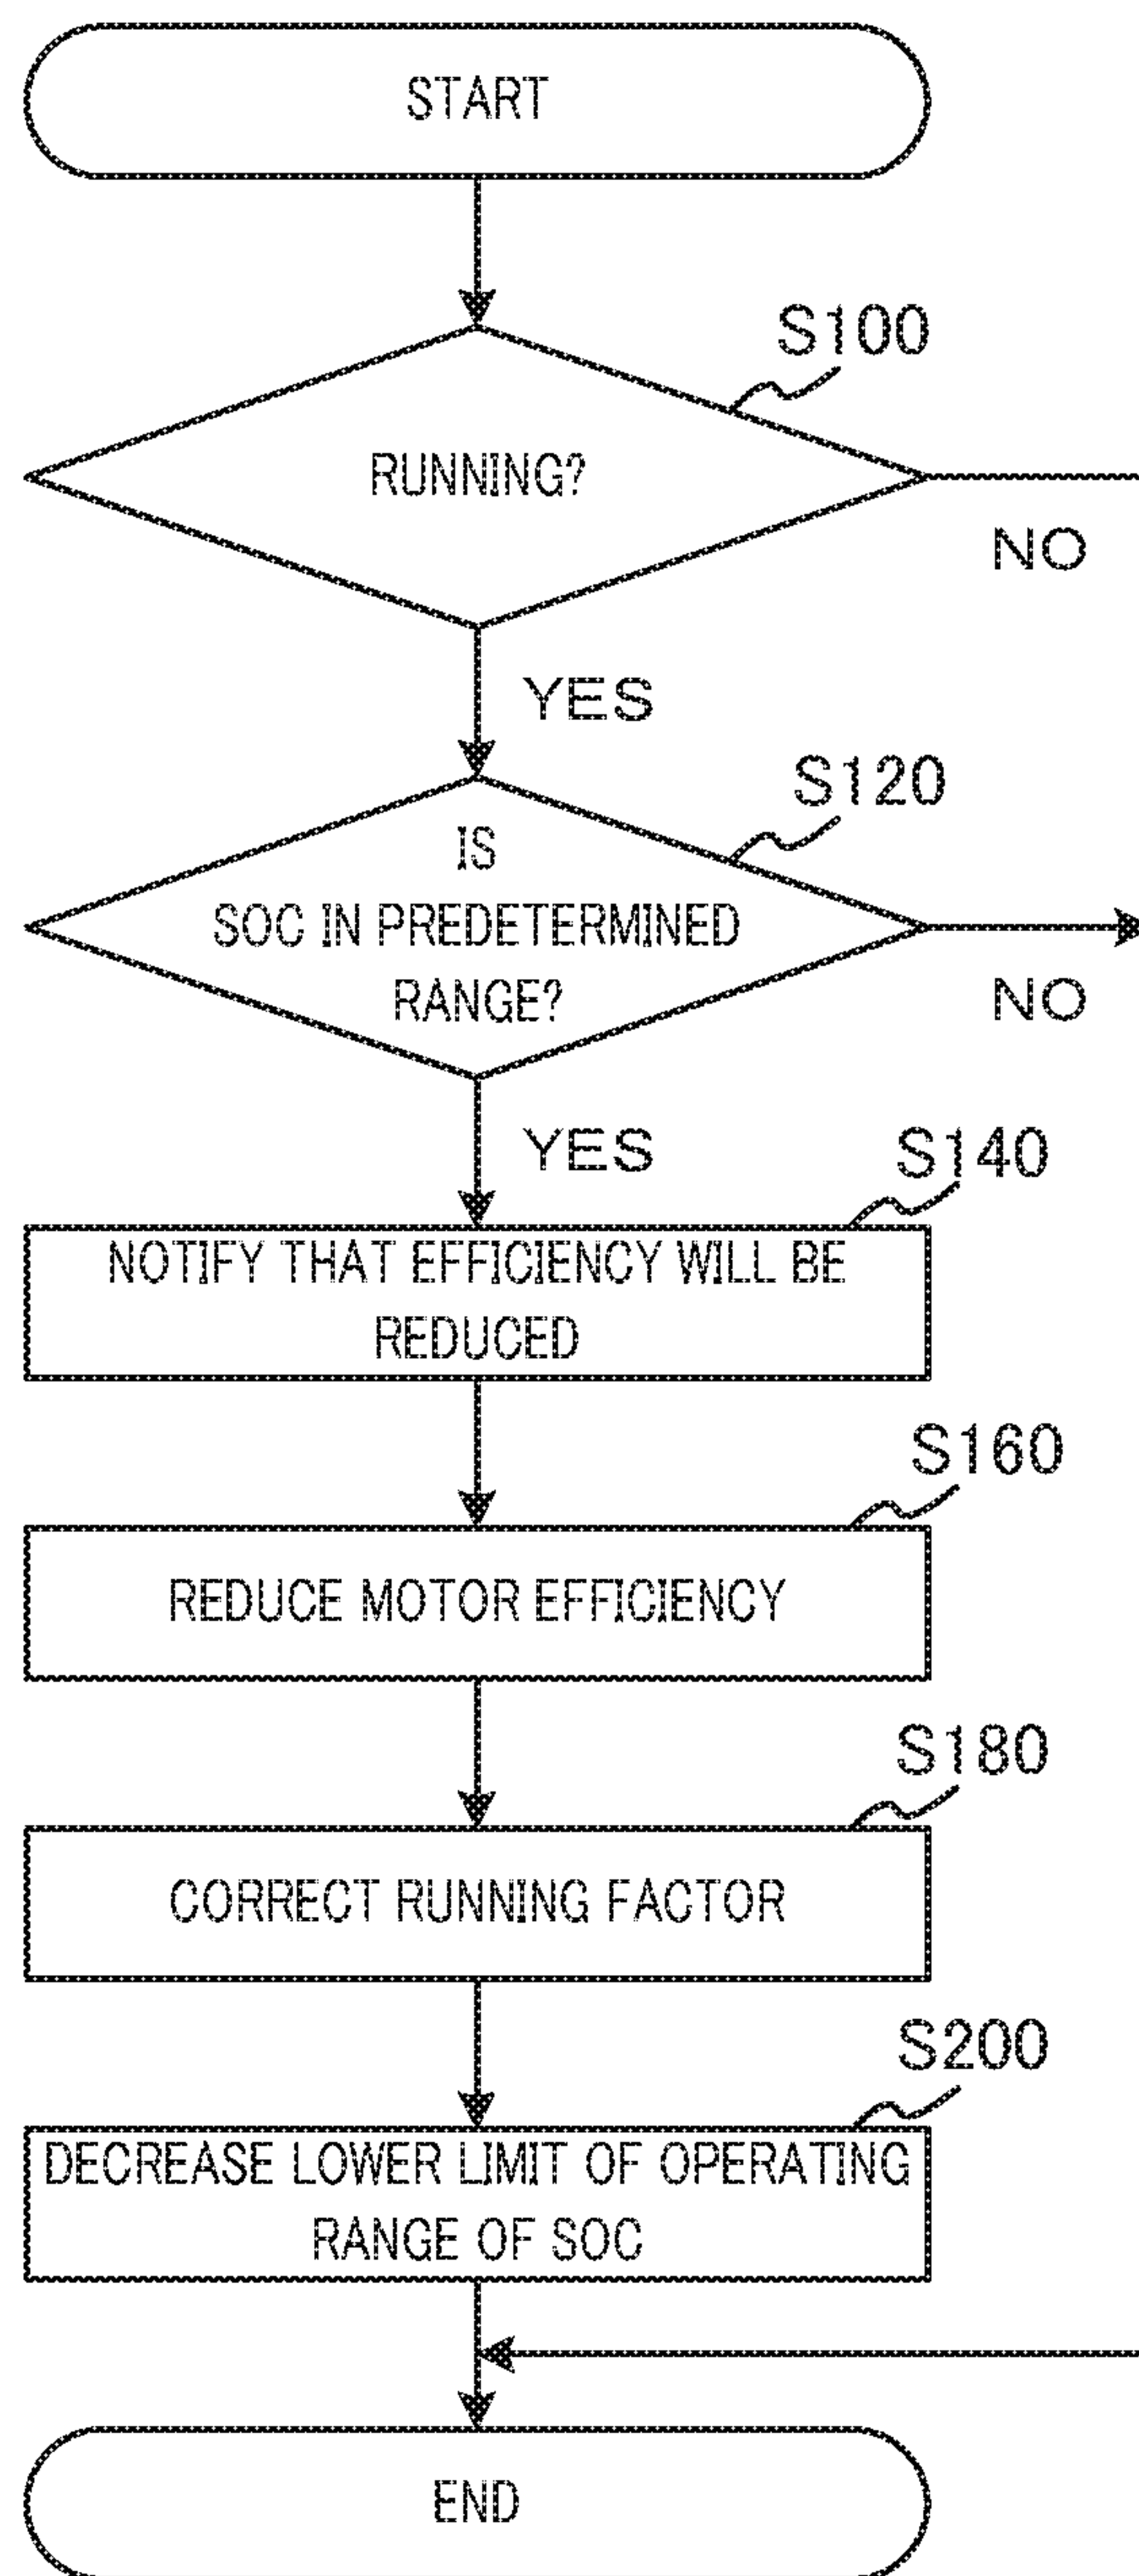 START
S100
RUNNING?
NO
YES
S120
IS
SOC IN PREDETERMINED
RANGE?
NO
YES
S140
NOTIFY THAT EFFICIENCY WILL BE
REDUCED
S160
REDUCE MOTOR EFFICIENCY
S180
CORRECT RUNNING FACTOR
S200
DECREASE LOWER LIMIT OF OPERATING
RANGE OF SOC
END